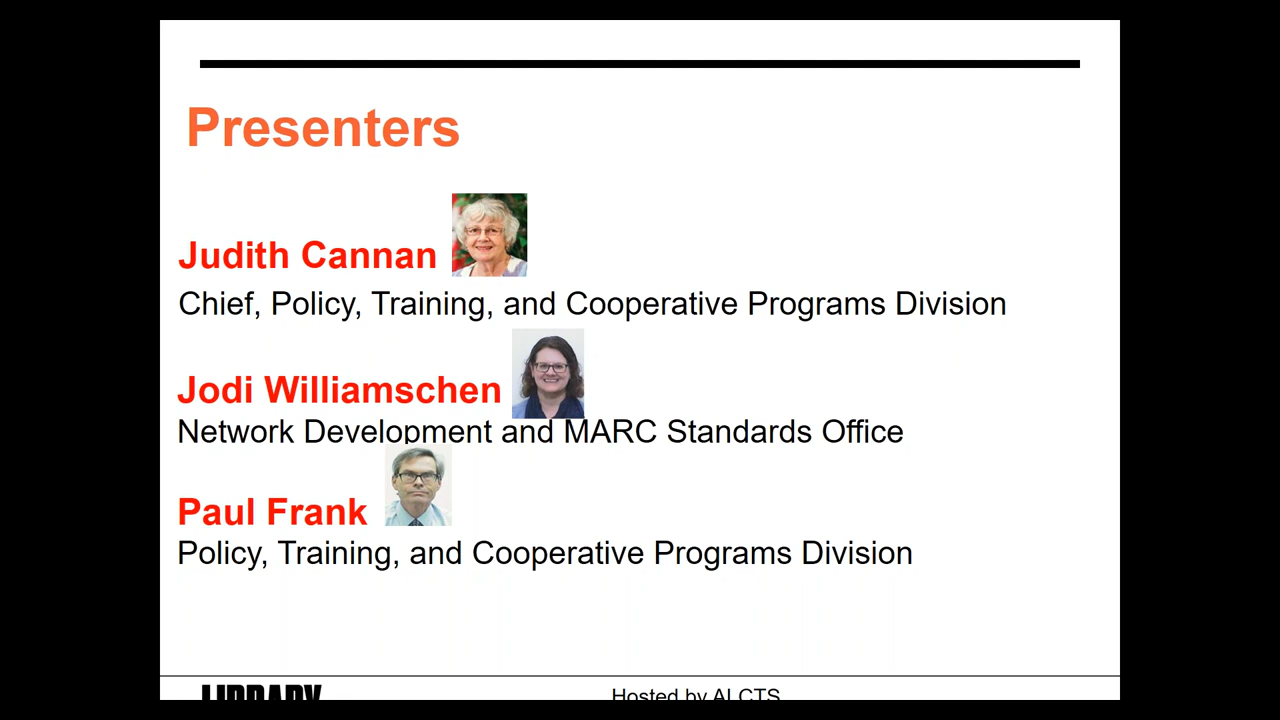 Presenters
Judith Cannan
Chief, Policy, Training, and Cooperative Programs Division
Jodi Williamschen
Network Development and MARC Standards Office
Paul Frank
Policy, Training, and Cooperative Programs Division
LIBRARY
Hosted by ALCTS